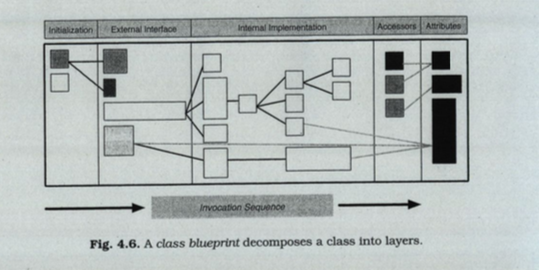 Initialization External Interface Internal Implementation Accessors Attributes
Invocation Sequence
Fig. 4.6. A class blueprint decomposes a class into layers.